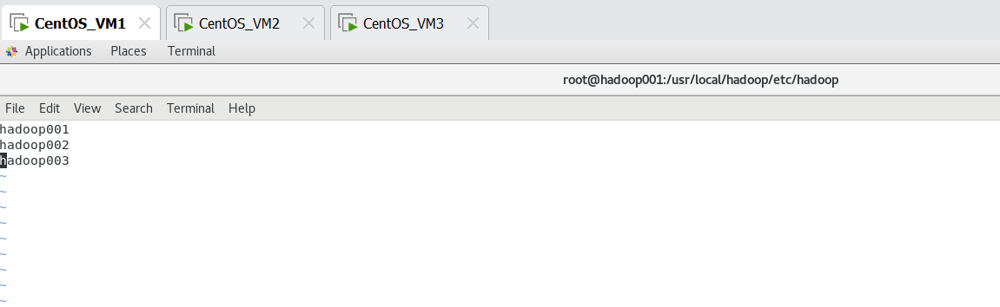 CentOS_VM1 CentOS_VM2 CentOS_VM3
Applications Places Terminal
root@hadoop001:/usr/local/hadoop/etc/hadoop
File Edit View Search Terminal Help
hadoop001
hadoop002
hadoop003
~
~
~
~
~
~
~
~
~